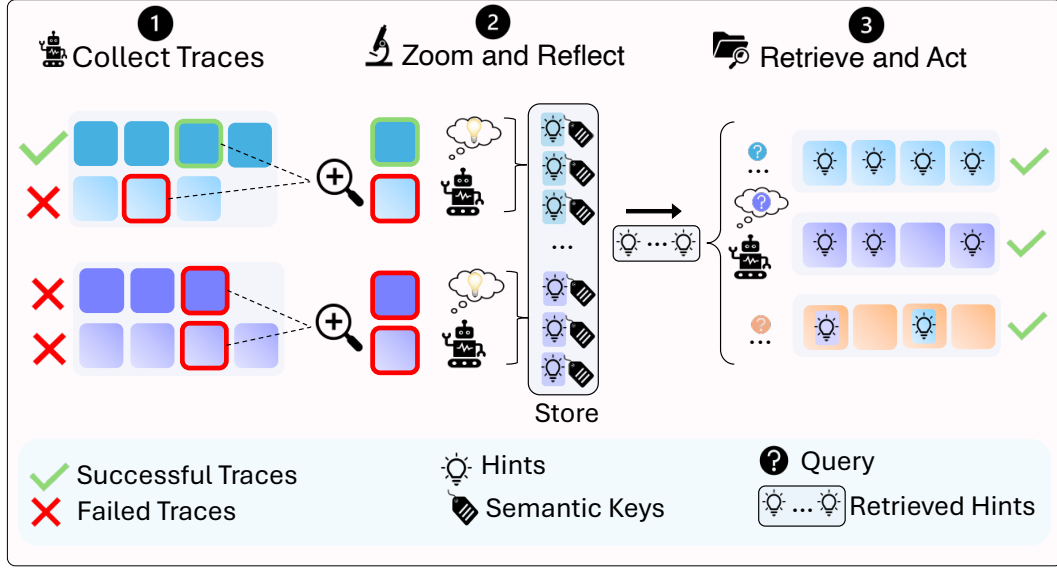 1
Collect Traces
2
Zoom and Reflect
3
Retrieve and Act
?
...
?
?
...
...
...
Store
Successful Traces
Failed Traces
Hints
Semantic Keys
? Query
... Retrieved Hints